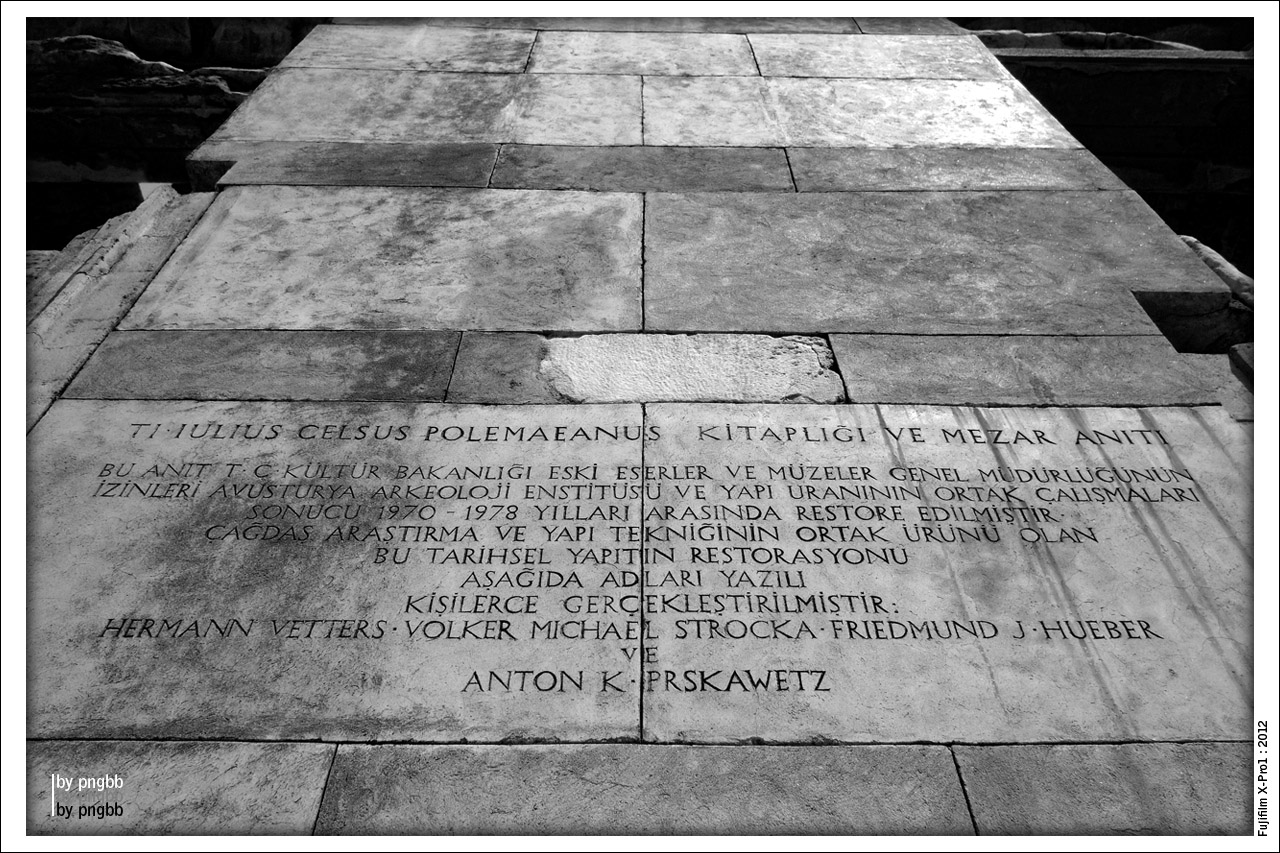 TI·IULIUS CELSUS POLEMAEANUS KİTAPLIĞI VE MEZAR ANITI
BU ANIT T·C·KÜLTÜR BAKANLIĞI ESKİ ESERLER VE MÜZELER GENEL MÜDÜRLÜĞÜNÜN
İZİNLERİ AVUSTURYA ARKEOLOJİ ENSTİTÜSÜ VE YAPI URANININ ORTAK ÇALIŞMALARI
SONUCU 1970 - 1978 YILLARI ARASINDA RESTORE EDİLMİŞTİR·
ÇAĞDAŞ ARAŞTIRMA VE YAPI TEKNİĞİNİN ORTAK ÜRÜNÜ OLAN
BU TARİHSEL YAPITIN RESTORASYONU
AŞAĞIDA ADLARI YAZILI
KİŞİLERCE GERÇEKLEŞTİRİLMİŞTİR:
HERMANN VETTERS·VOLKER MICHAEL STROCKA·FRIEDMUND J·HUEBER
VE
ANTON K·PRSKAWETZ
by pngbb
by pngbb
Fujifilm X-Pro1 : 2012